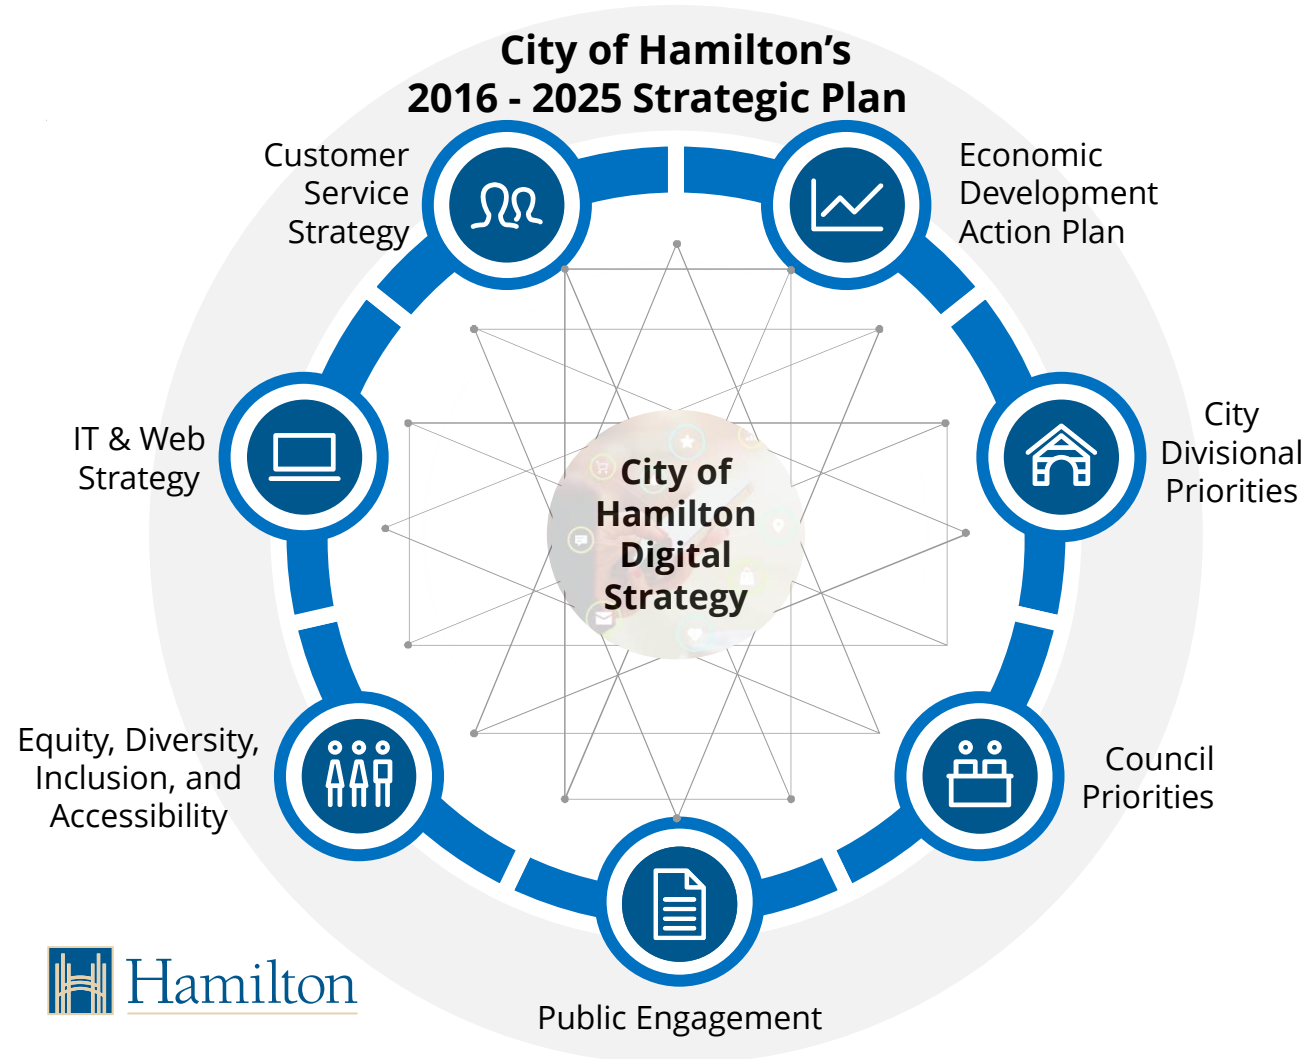 City of Hamilton’s
2016 - 2025 Strategic Plan
Customer
Service
Strategy
Economic
Development
Action Plan
IT & Web
Strategy
City
Divisional
Priorities
City of
Hamilton
Digital
Strategy
Equity, Diversity,
Inclusion, and
Accessibility
Council
Priorities
Public Engagement
Hamilton